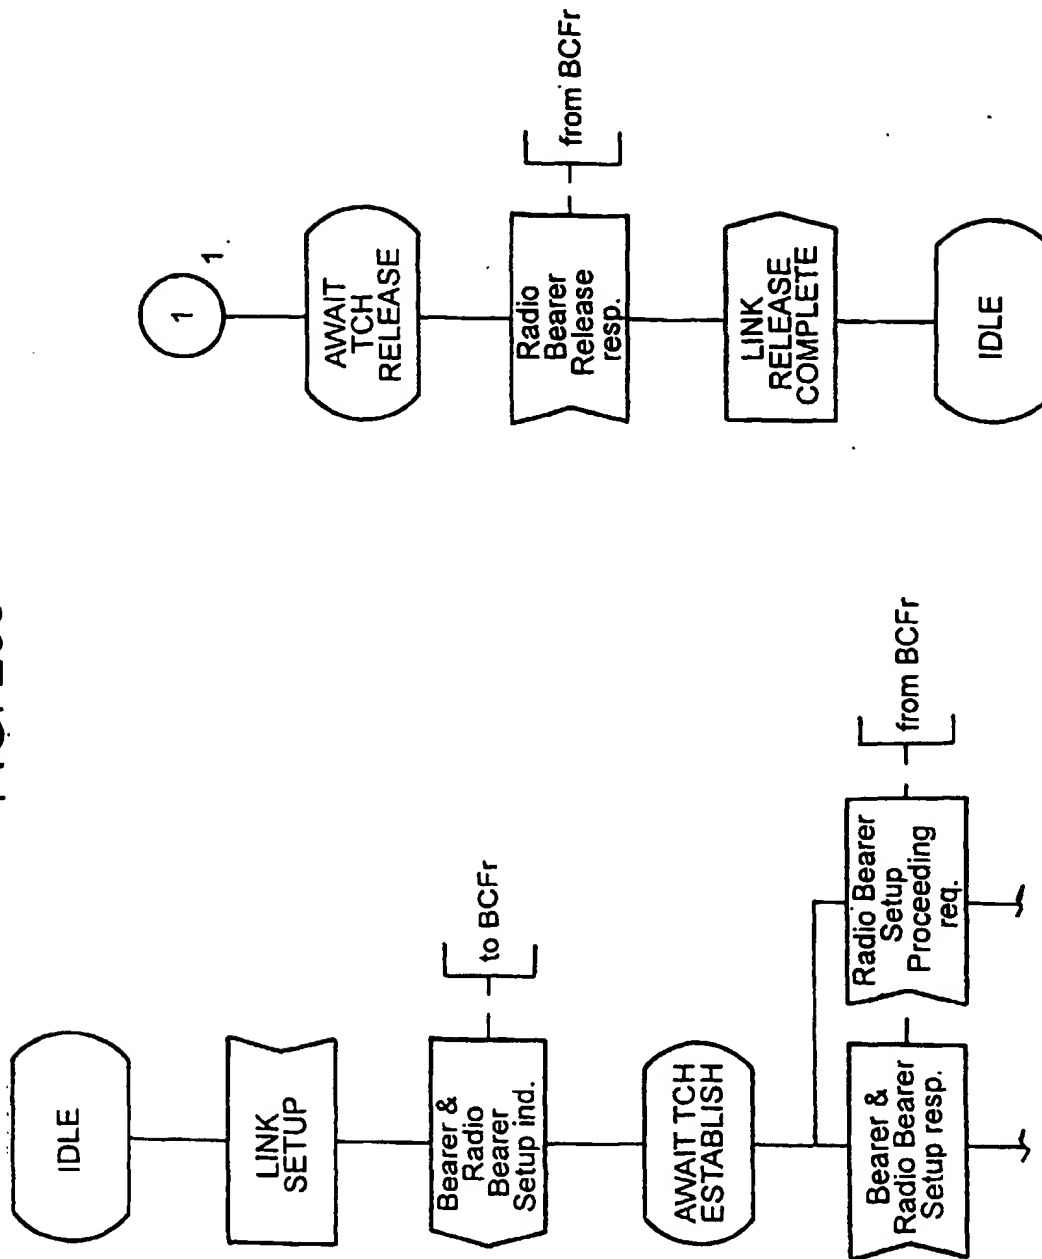 IDLE
LINK
SETUP
Bearer &
Radio
Bearer
Setup ind.
to BCFr
AWAIT TCH
ESTABLISH
Bearer &
Radio Bearer
Setup resp.
Radio Bearer
Setup
Proceeding
req.
from BCFr
1
1
AWAIT
TCH
RELEASE
Radio
Bearer
Release
resp.
from BCFr
LINK
RELEASE
COMPLETE
IDLE